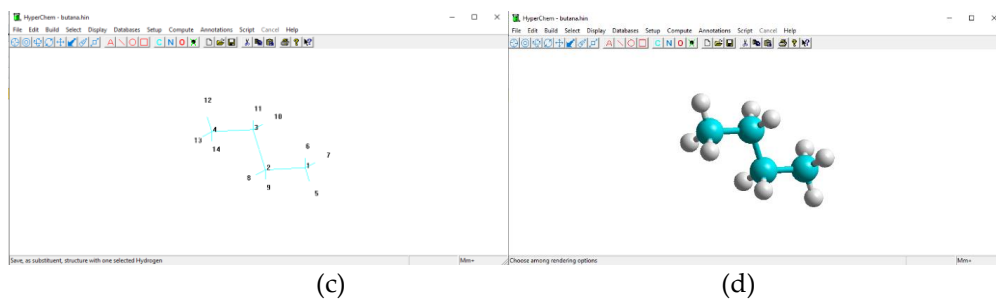 HyperChem - butana.hin
File Edit Build Select Display Databases Setup Compute Annotations Script Cancel Help
A C N O
12
11
10
4
3
13
14
6
7
2
1
8
9
5
Save, as substituent, structure with one selected Hydrogen
Mm+
(c)
HyperChem - butana.hin
File Edit Build Select Display Databases Setup Compute Annotations Script Cancel Help
A C N O
Choose among rendering options
Mm+
(d)